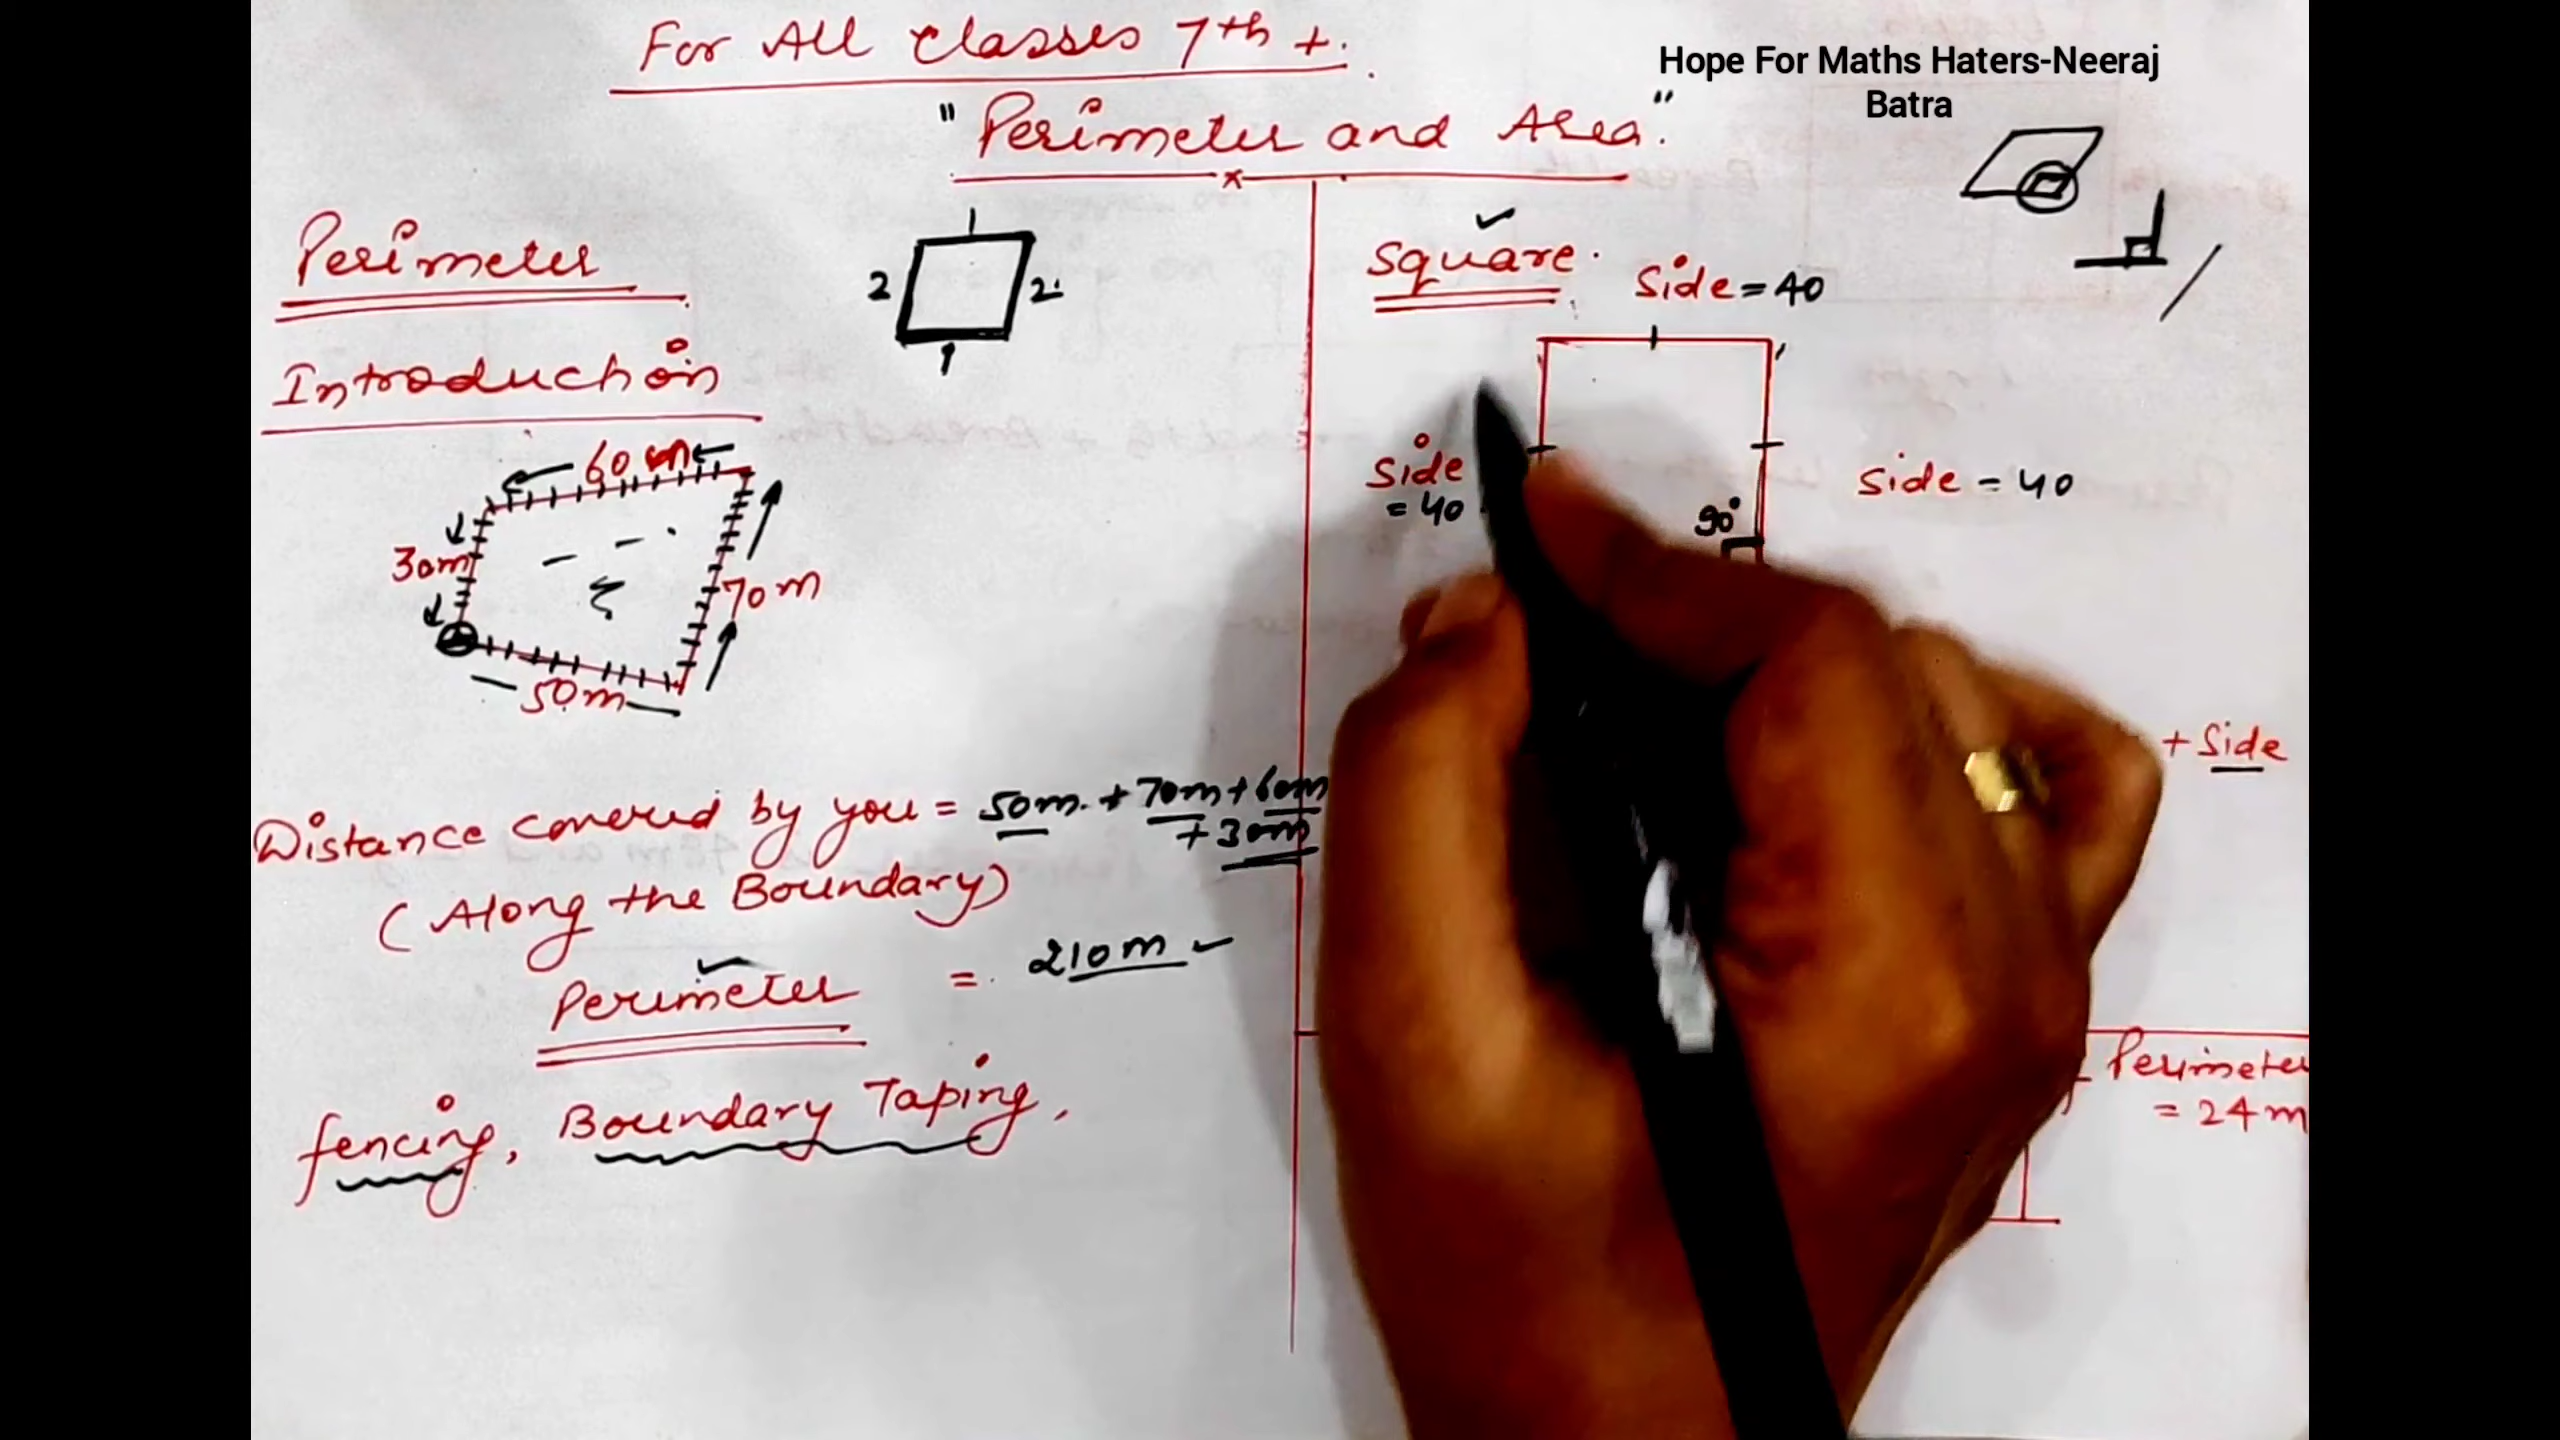 For All Classes 7th +.
Hope For Maths Haters-Neeraj
Batra
"Perimeter and Area."
Perimeter
Introduction
1
2
2
1
60 m
30m
70m
50m
Distance covered by you = 50m + 70m + 60m
+ 30m
(Along the Boundary)
Perimeter = 210m
fencing, Boundary Taping,
Square.
Side = 40
Side
= 40
Side = 40
90°
+ Side
Perimeter
= 24m